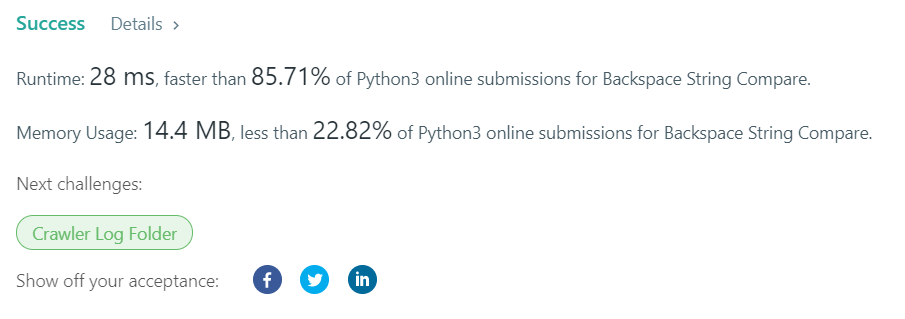 Success Details >
Runtime: 28 ms, faster than 85.71% of Python3 online submissions for Backspace String Compare.
Memory Usage: 14.4 MB, less than 22.82% of Python3 online submissions for Backspace String Compare.
Next challenges:
Crawler Log Folder
Show off your acceptance: f in